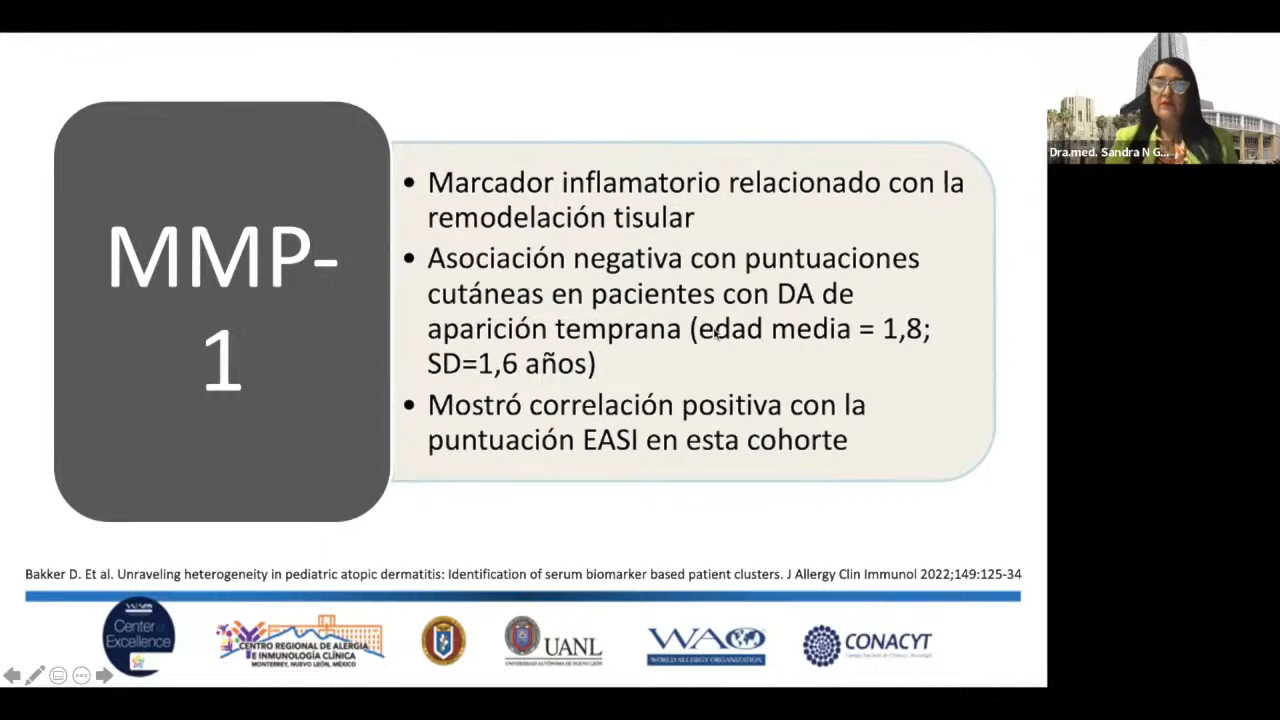 MMP-
1
• Marcador inflamatorio relacionado con la
remodelación tisular
• Asociación negativa con puntuaciones
cutáneas en pacientes con DA de
aparición temprana (edad media = 1,8;
SD=1,6 años)
• Mostró correlación positiva con la
puntuación EASI en esta cohorte
Dra.med. Sandra N G...
Bakker D. Et al. Unraveling heterogeneity in pediatric atopic dermatitis: Identification of serum biomarker based patient clusters. J Allergy Clin Immunol 2022;149:125-34
Center
Excellence
CENTRO REGIONAL DE ALERGIA
E INMUNOLOGÍA CLÍNICA
MONTERREY, NUEVO LEÓN, MÉXICO
UANL
UNIVERSIDAD AUTÓNOMA DE NUEVO LEÓN
WAO
WORLD ALLERGY ORGANIZATION
CONACYT